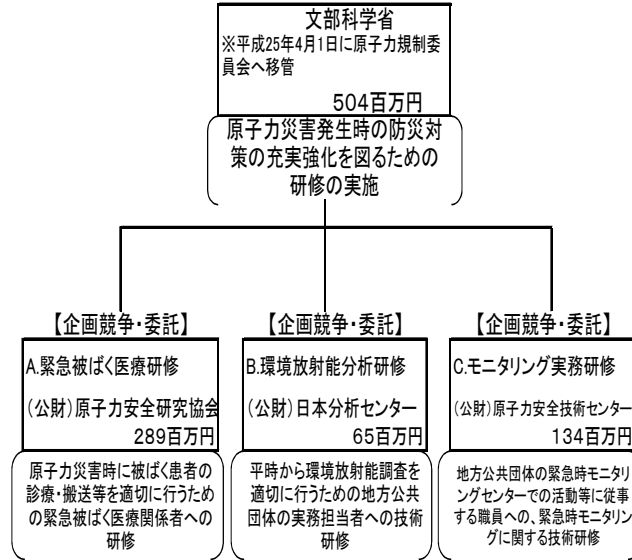 文部科学省
※平成25年4月1日に原子力規制委
員会へ移管
504百万円
原子力災害発生時の防災対
策の充実強化を図るための
研修の実施
【企画競争・委託】
A.緊急被ばく医療研修
(公財)原子力安全研究協会
289百万円
原子力災害時に被ばく患者の
診療・搬送等を適切に行うため
の緊急被ばく医療関係者への
研修
【企画競争・委託】
B.環境放射能分析研修
(公財)日本分析センター
65百万円
平時から環境放射能調査を
適切に行うための地方公共
団体の実務担当者への技術
研修
【企画競争・委託】
C.モニタリング実務研修
(公財)原子力安全技術センター
134百万円
地方公共団体の緊急時モニタリ
ングセンターでの活動等に従事
する職員への、緊急時モニタリン
グに関する技術研修